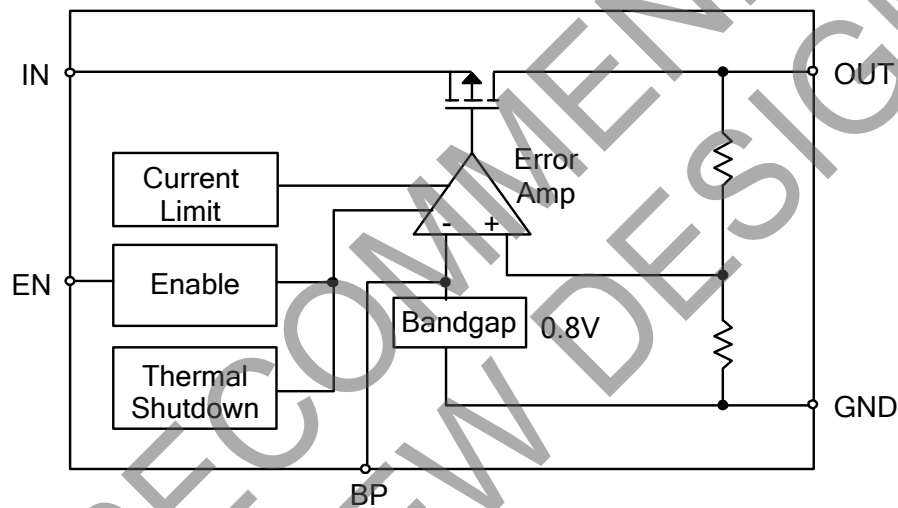 IN
OUT
Error
Amp
Current
Limit
- +
EN
Enable
Bandgap
0.8V
Thermal
Shutdown
GND
BP